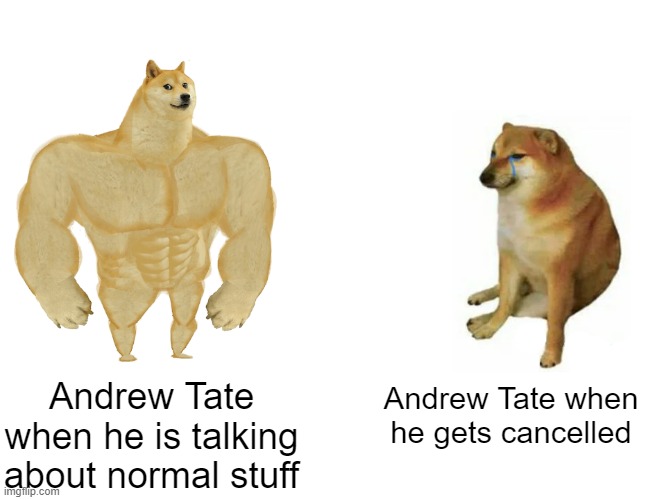 Andrew Tate
when he is talking
about normal stuff
Andrew Tate when
he gets cancelled
imgflip.com